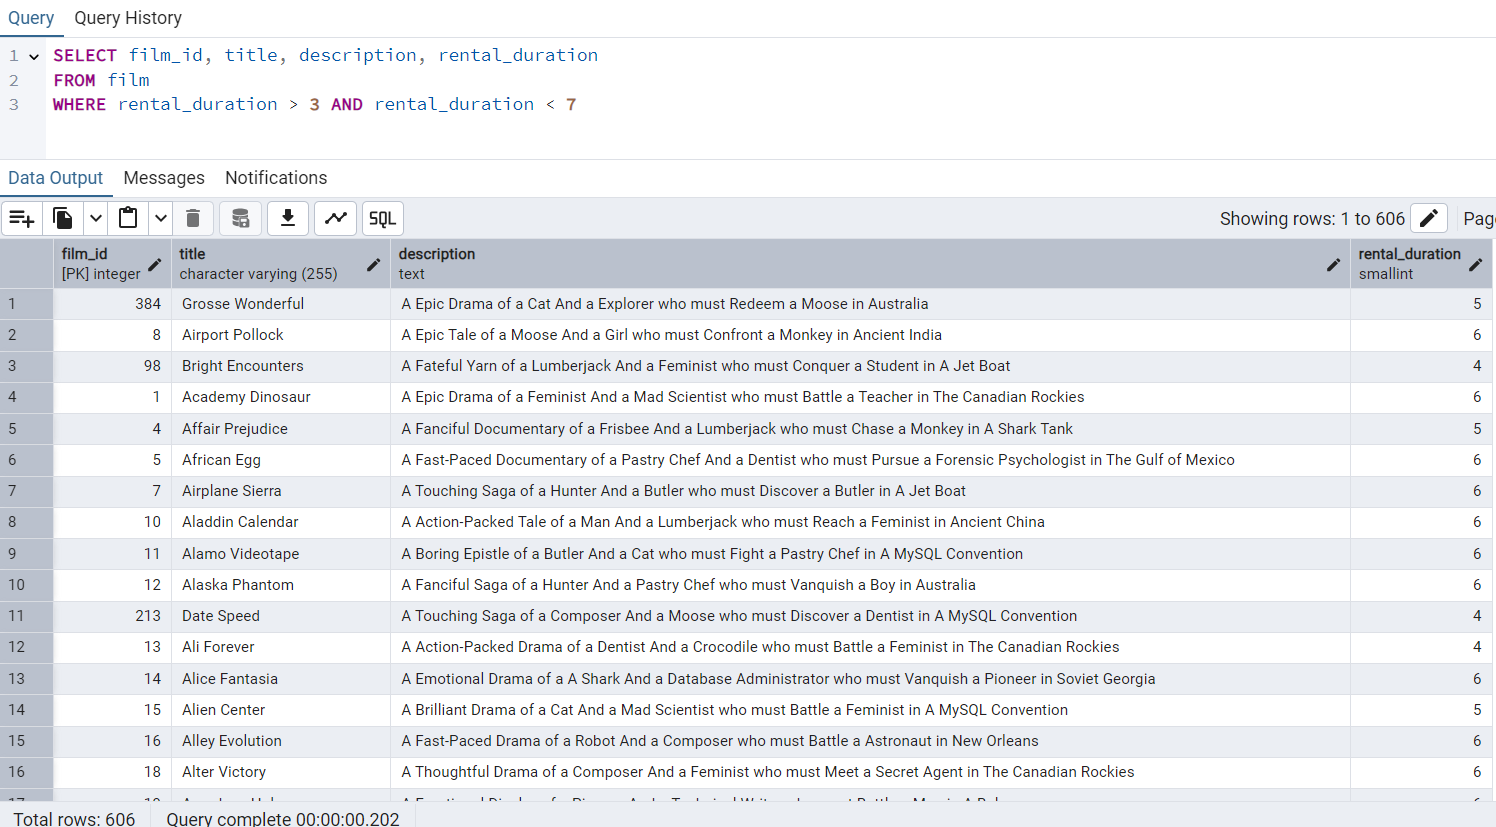 Query Query History
1 SELECT film_id, title, description, rental_duration
2 FROM film
3 WHERE rental_duration > 3 AND rental_duration < 7
Data Output Messages Notifications
SQL Showing rows: 1 to 606
film_id title description rental_duration
[PK] integer character varying (255) text smallint
1 384 Grosse Wonderful A Epic Drama of a Cat And a Explorer who must Redeem a Moose in Australia 5
2 8 Airport Pollock A Epic Tale of a Moose And a Girl who must Confront a Monkey in Ancient India 6
3 98 Bright Encounters A Fateful Yarn of a Lumberjack And a Feminist who must Conquer a Student in A Jet Boat 4
4 1 Academy Dinosaur A Epic Drama of a Feminist And a Mad Scientist who must Battle a Teacher in The Canadian Rockies 6
5 4 Affair Prejudice A Fanciful Documentary of a Frisbee And a Lumberjack who must Chase a Monkey in A Shark Tank 5
6 5 African Egg A Fast-Paced Documentary of a Pastry Chef And a Dentist who must Pursue a Forensic Psychologist in The Gulf of Mexico 6
7 7 Airplane Sierra A Touching Saga of a Hunter And a Butler who must Discover a Butler in A Jet Boat 6
8 10 Aladdin Calendar A Action-Packed Tale of a Man And a Lumberjack who must Reach a Feminist in Ancient China 6
9 11 Alamo Videotape A Boring Epistle of a Butler And a Cat who must Fight a Pastry Chef in A MySQL Convention 6
10 12 Alaska Phantom A Fanciful Saga of a Hunter And a Pastry Chef who must Vanquish a Boy in Australia 6
11 213 Date Speed A Touching Saga of a Composer And a Moose who must Discover a Dentist in A MySQL Convention 4
12 13 Ali Forever A Action-Packed Drama of a Dentist And a Crocodile who must Battle a Feminist in The Canadian Rockies 4
13 14 Alice Fantasia A Emotional Drama of a A Shark And a Database Administrator who must Vanquish a Pioneer in Soviet Georgia 6
14 15 Alien Center A Brilliant Drama of a Cat And a Mad Scientist who must Battle a Feminist in A MySQL Convention 5
15 16 Alley Evolution A Fast-Paced Drama of a Robot And a Composer who must Battle a Astronaut in New Orleans 6
16 18 Alter Victory A Thoughtful Drama of a Composer And a Feminist who must Meet a Secret Agent in The Canadian Rockies 6
Total rows: 606 Query complete 00:00:00.202